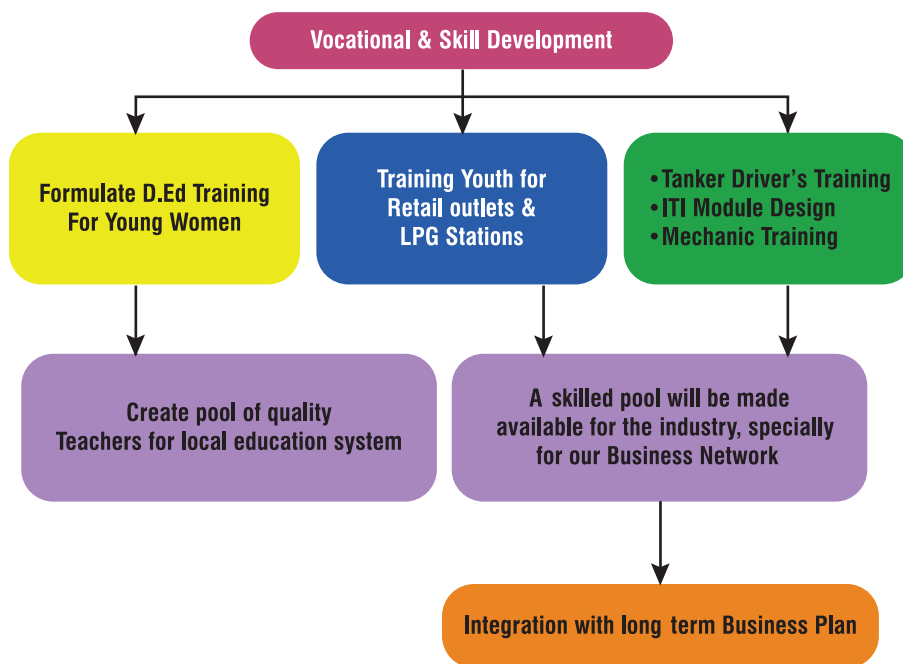 Vocational & Skill Development
Formulate D.Ed Training
For Young Women
Training Youth for
Retail outlets &
LPG Stations
• Tanker Driver's Training
• ITI Module Design
• Mechanic Training
Create pool of quality
Teachers for local education system
A skilled pool will be made
available for the industry, specially
for our Business Network
Integration with long term Business Plan